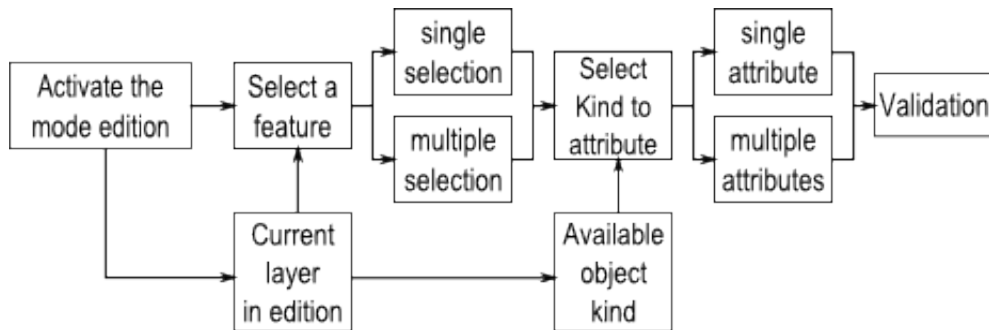 Activate the
mode edition
Select a
feature
single
selection
multiple
selection
Select
Kind to
attribute
single
attribute
multiple
attributes
Validation
Current
layer
in edition
Available
object
kind